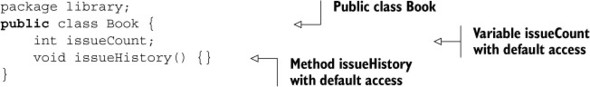 package library;
public class Book {
    int issueCount;
    void issueHistory() {}
}
Public class Book
Variable issueCount
with default access
Method issueHistory
with default access